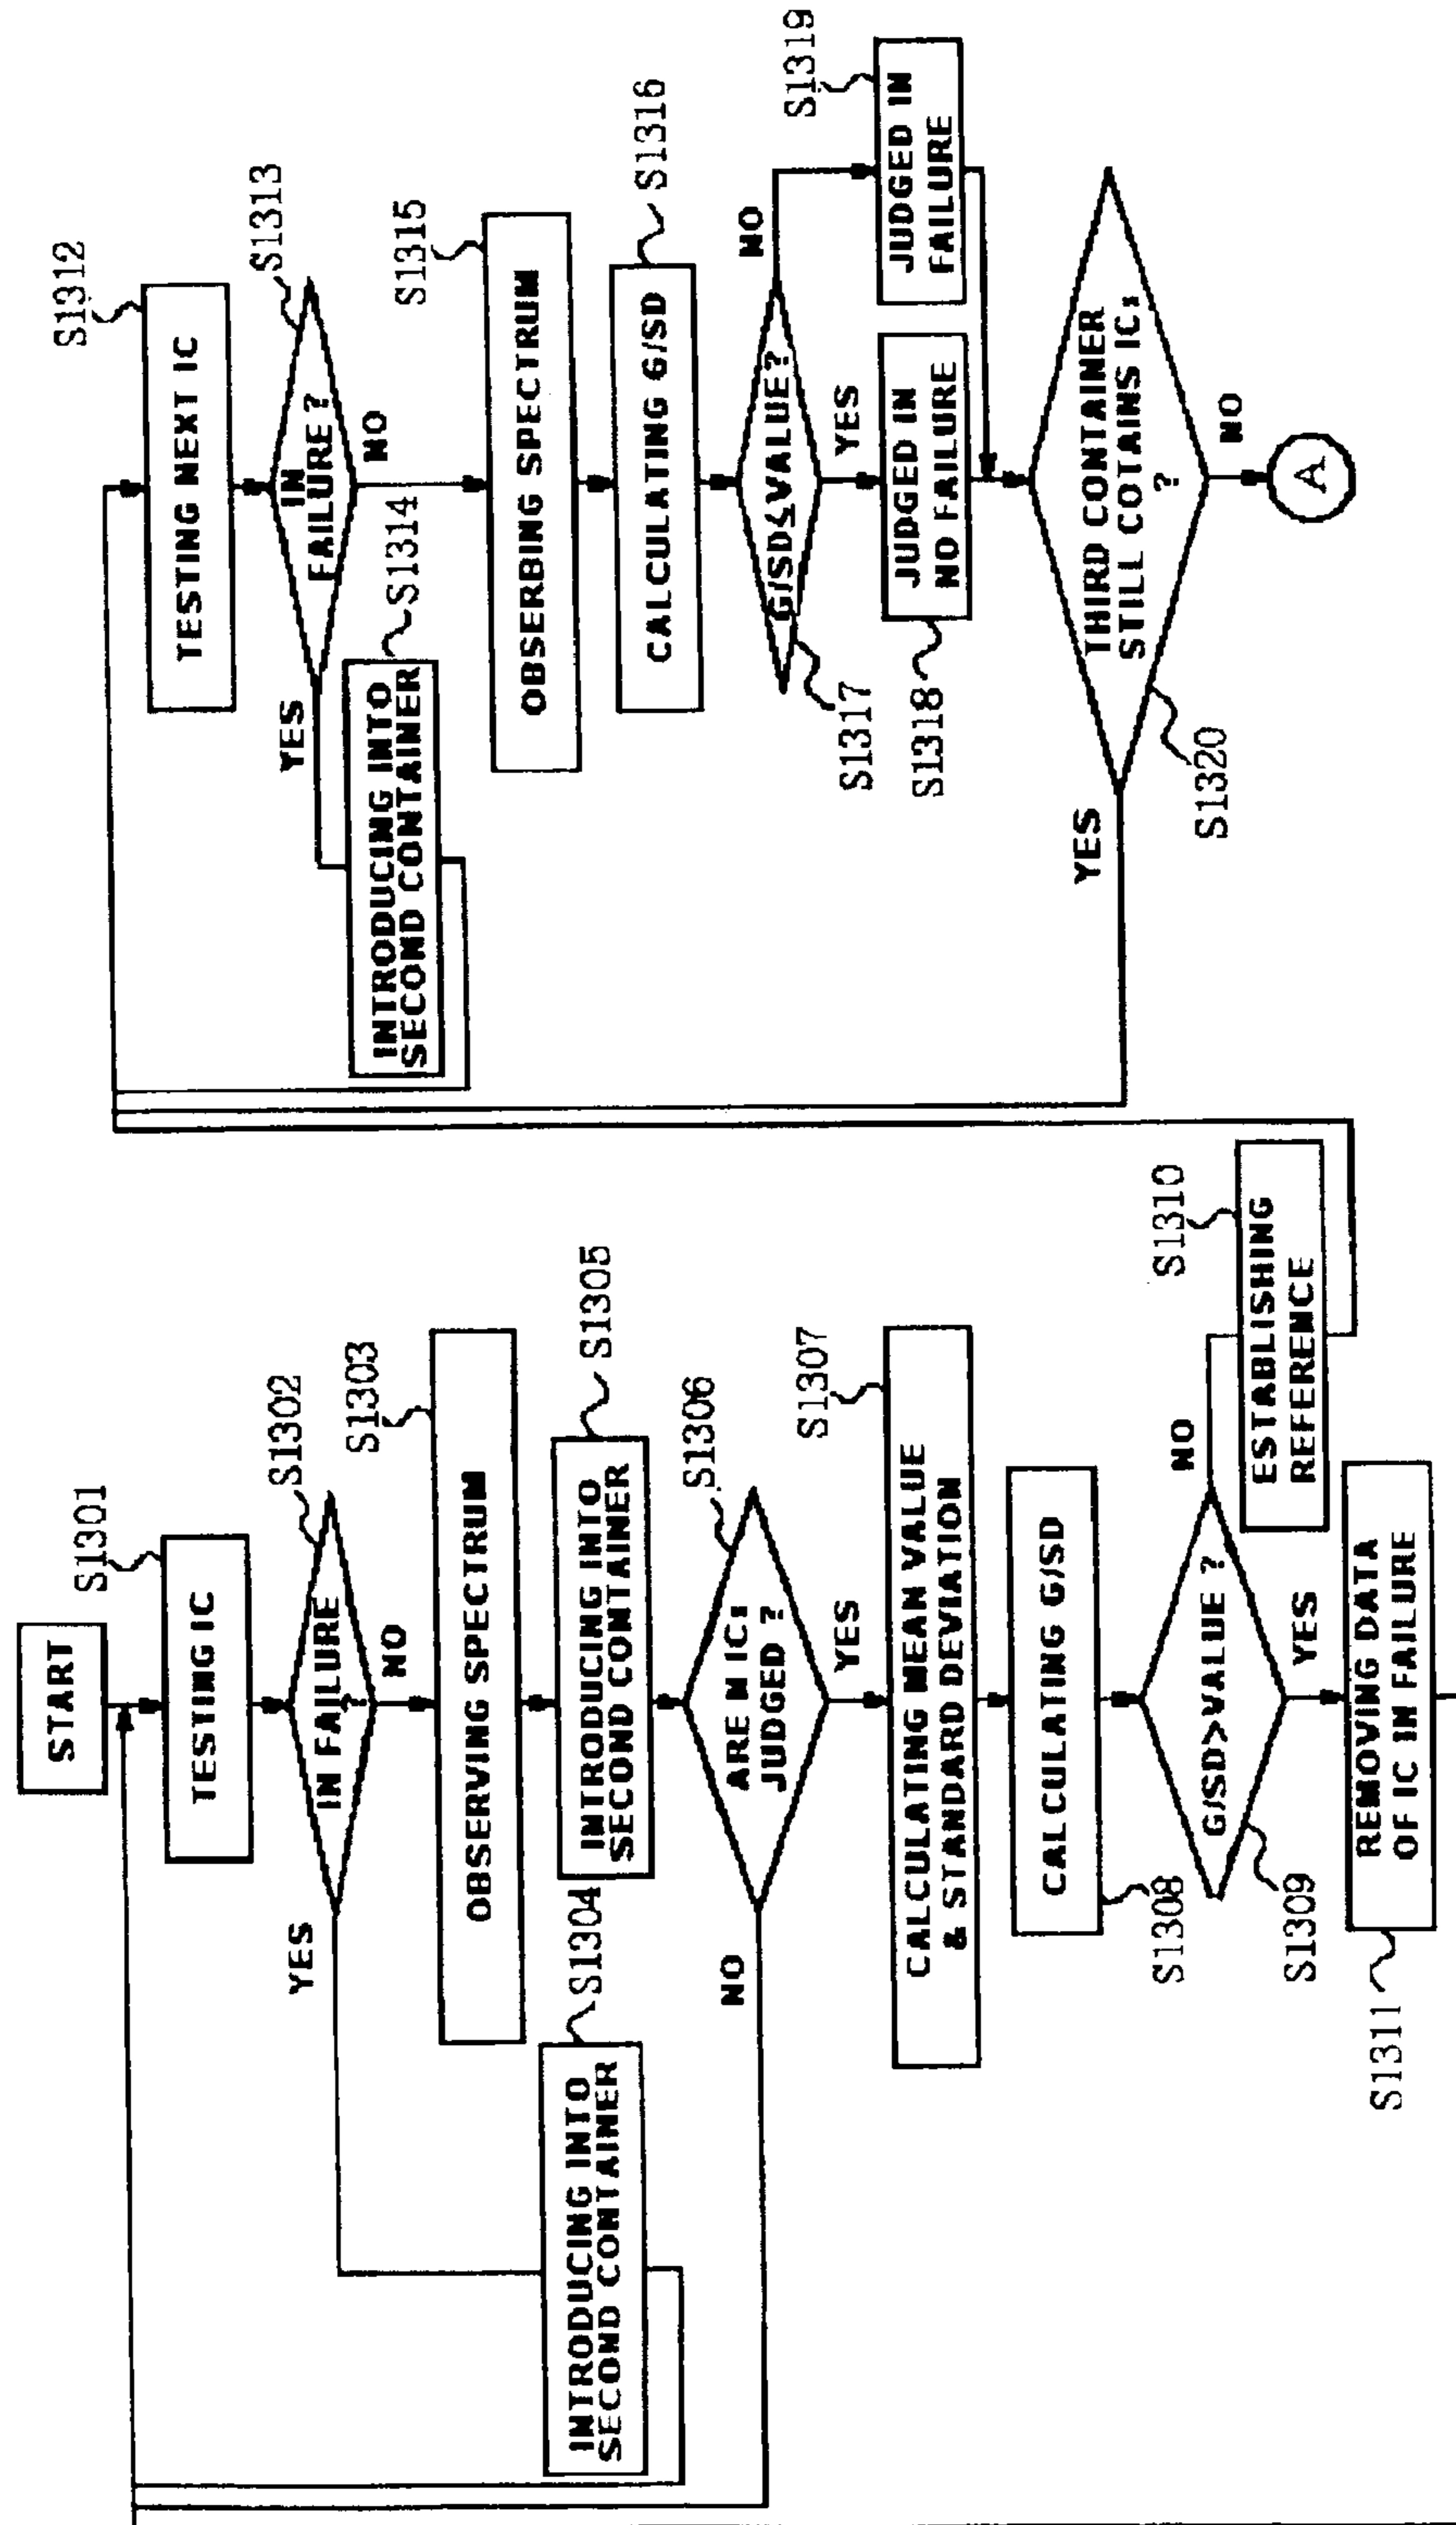 START
S1301
TESTING IC
S1302
IN FAILURE
?
YES
NO
S1303
OBSERVING SPECTRUM
S1304
INTRODUCING INTO
SECOND CONTAINER
S1305
INTRODUCING INTO
SECOND CONTAINER
S1306
ARE M ICs
JUDGED ?
NO
YES
S1307
CALCULATING MEAN VALUE
& STANDARD DEVIATION
CALCULATING G/SD
S1308
G/SD>VALUE ?
S1309
NO
YES
S1310
ESTABLISHING
REFERENCE
REMOVING DATA
OF IC IN FAILURE
S1311
S1312
TESTING NEXT IC
S1313
IN
FAILURE ?
YES
NO
S1314
INTRODUCING INTO
SECOND CONTAINER
S1315
OBSERBING SPECTRUM
S1316
CALCULATING G/SD
G/SD≤VALUE?
S1317
NO
YES
S1318
JUDGED IN
NO FAILURE
S1319
JUDGED IN
FAILURE
THIRD CONTAINER
STILL COTAINS ICs
?
S1320
YES
NO
A